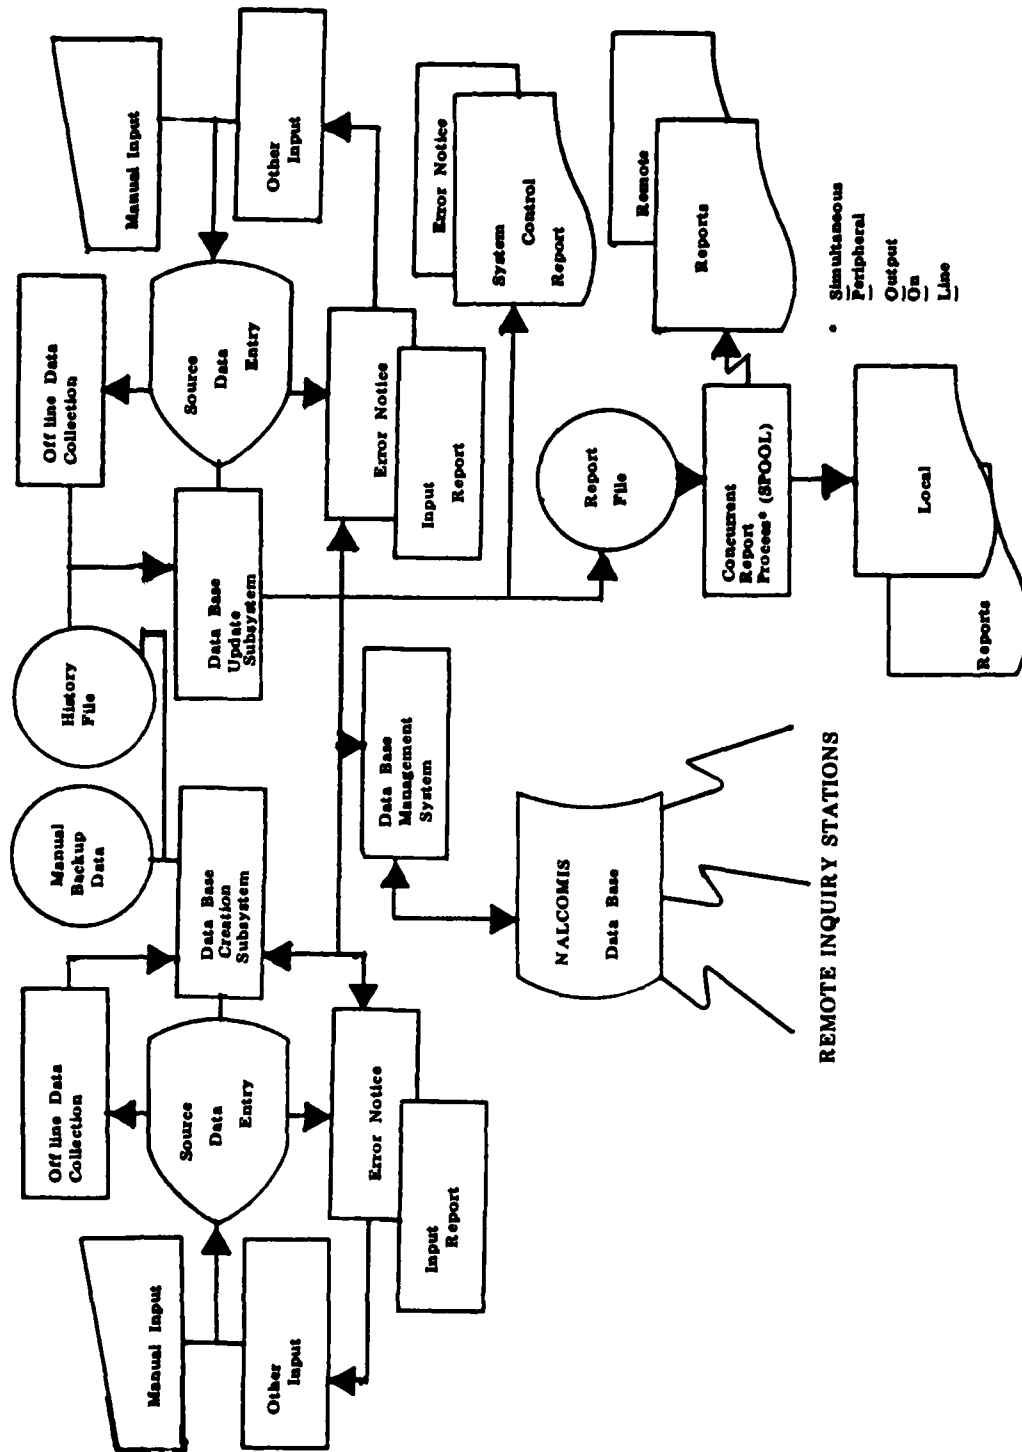 Manual Input
Other
Input
Off line Data
Collection
Source
Data
Entry
Error Notice
Input
Report
Manual
Backup
Data
Data Base
Creation
Subsystem
History
File
Data Base
Update
Subsystem
Off line Data
Collection
Source
Data
Entry
Manual Input
Other
Input
Error Notice
Input
Report
Data Base
Management
System
NALCOMIS
Data Base
REMOTE INQUIRY STATIONS
Error Notice
System
Control
Report
Report
File
Concurrent
Report
Process* (SPOOL)
Remote
Reports
Local
Reports
* Simultaneous
Peripheral
Output
On
Line